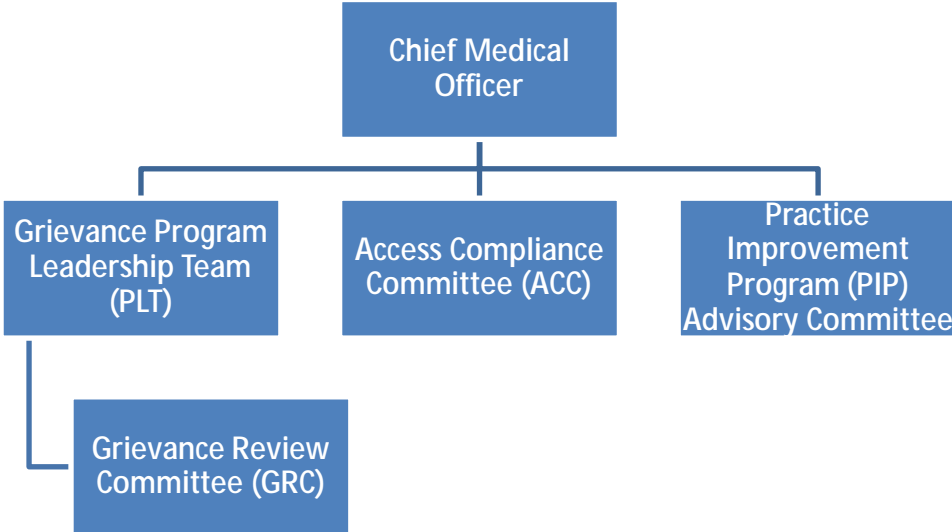 Chief Medical
Officer
Grievance Program
Leadership Team
(PLT)
Access Compliance
Committee (ACC)
Practice
Improvement
Program (PIP)
Advisory Committee
Grievance Review
Committee (GRC)